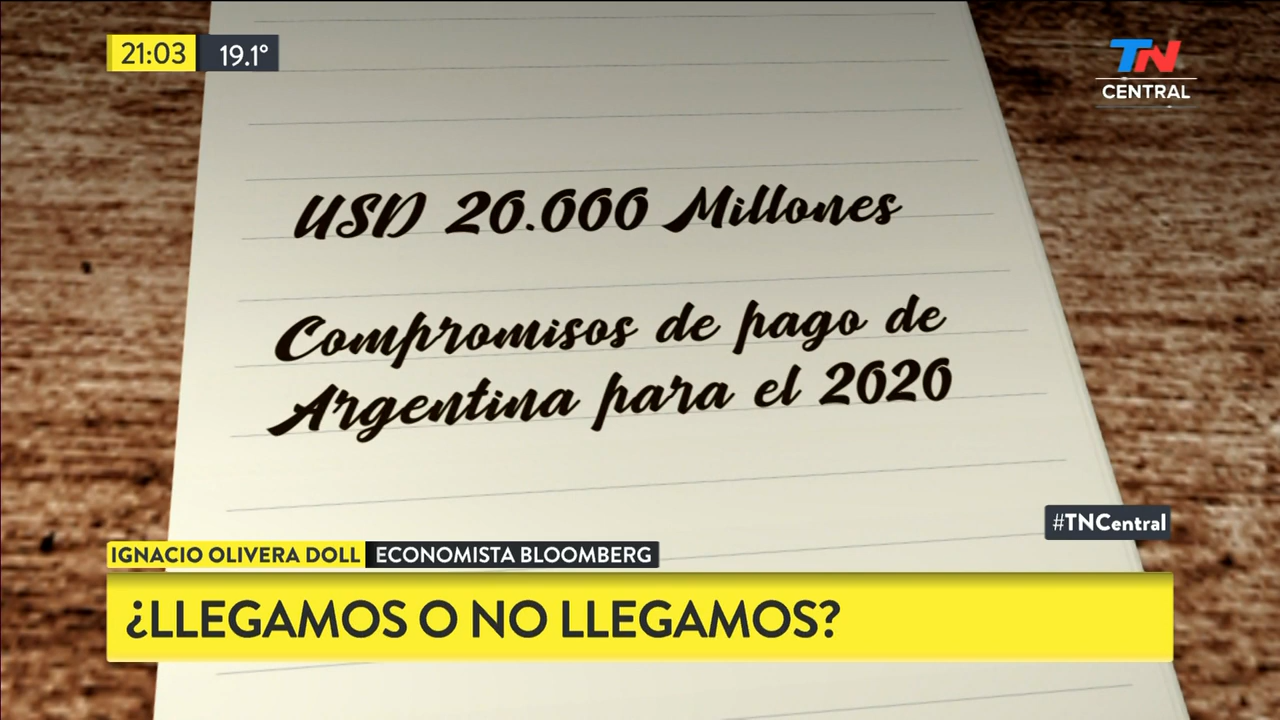 21:03 19.1°
TN
CENTRAL
USD 20.000 Millones
Compromisos de pago de
Argentina para el 2020
#TNCentral
IGNACIO OLIVERA DOLL ECONOMISTA BLOOMBERG
¿LLEGAMOS O NO LLEGAMOS?